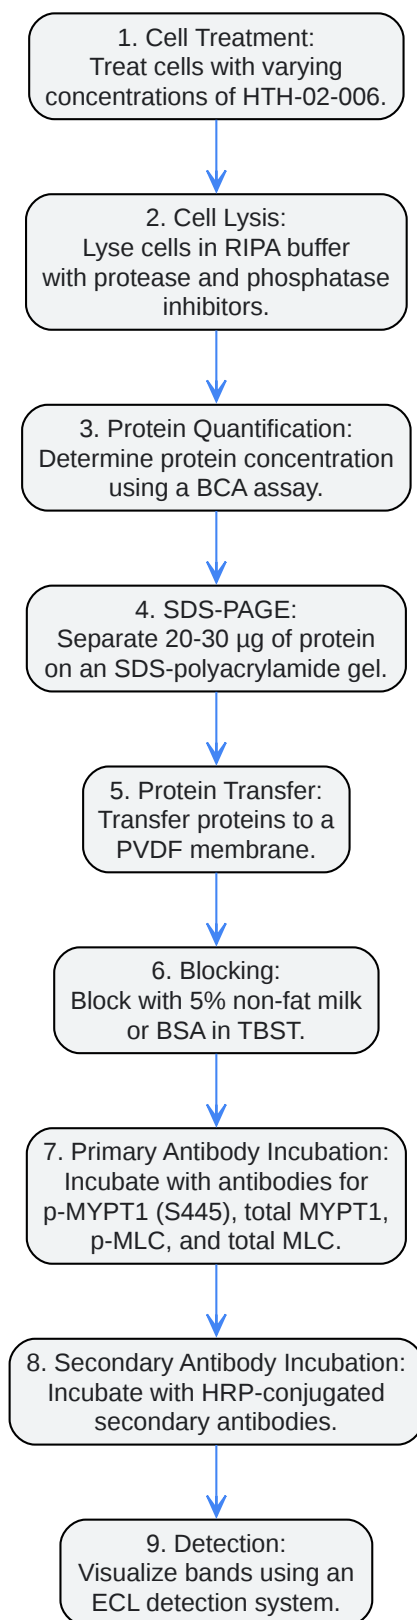 1. Cell Treatment:
Treat cells with varying
concentrations of HTH-02-006.
2. Cell Lysis:
Lyse cells in RIPA buffer
with protease and phosphatase
inhibitors.
3. Protein Quantification:
Determine protein concentration
using a BCA assay.
4. SDS-PAGE:
Separate 20-30 µg of protein
on an SDS-polyacrylamide gel.
5. Protein Transfer:
Transfer proteins to a
PVDF membrane.
6. Blocking:
Block with 5% non-fat milk
or BSA in TBST.
7. Primary Antibody Incubation:
Incubate with antibodies for
p-MYPT1 (S445), total MYPT1,
p-MLC, and total MLC.
8. Secondary Antibody Incubation:
Incubate with HRP-conjugated
secondary antibodies.
9. Detection:
Visualize bands using an
ECL detection system.